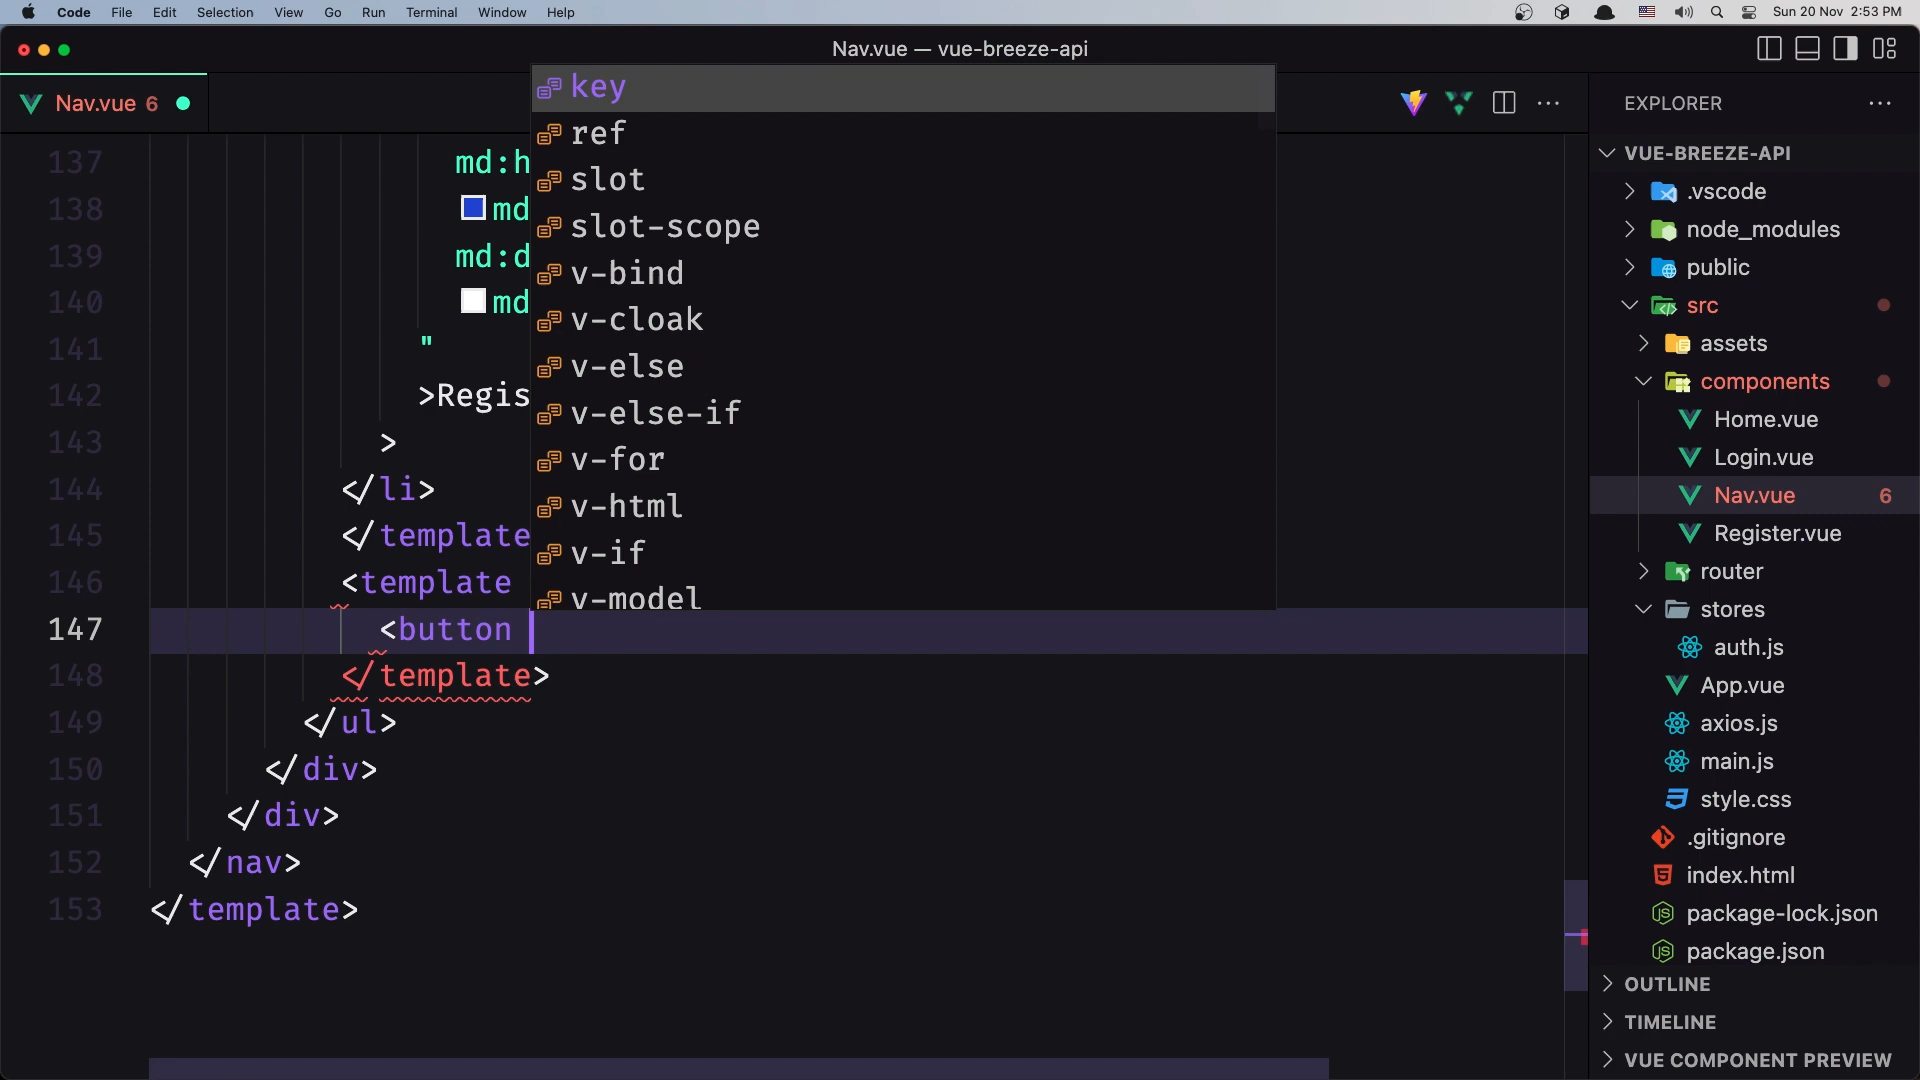 Code File Edit Selection View Go Run Terminal Window Help Sun 20 Nov 2:53 PM
Nav.vue — vue-breeze-api
Nav.vue 6
137 md:h
138 md
139 md:d
140 md
141 "
142 >Regis
143 >
144 </li>
145 </template
146 <template
147 <button
148 </template>
149 </ul>
150 </div>
151 </div>
152 </nav>
153 </template>
key
ref
slot
slot-scope
v-bind
v-cloak
v-else
v-else-if
v-for
v-html
v-if
v-model
EXPLORER
VUE-BREEZE-API
.vscode
node_modules
public
src
assets
components
Home.vue
Login.vue
Nav.vue 6
Register.vue
router
stores
auth.js
App.vue
axios.js
main.js
style.css
.gitignore
index.html
package-lock.json
package.json
OUTLINE
TIMELINE
VUE COMPONENT PREVIEW